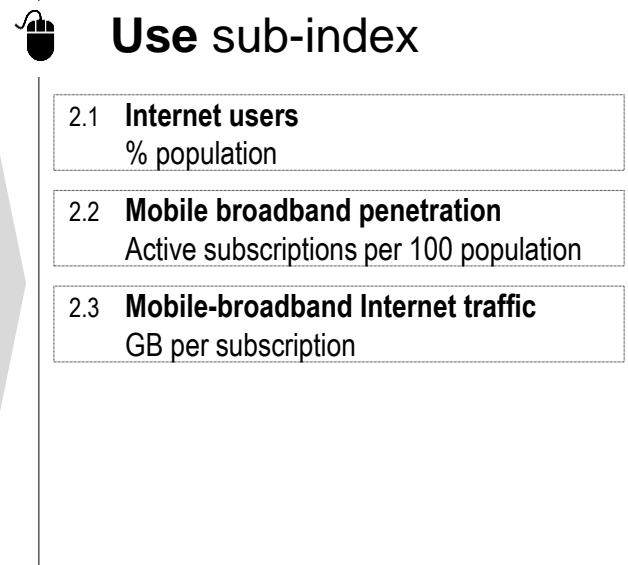 Use sub-index
2.1 Internet users
% population
2.2 Mobile broadband penetration
Active subscriptions per 100 population
2.3 Mobile-broadband Internet traffic
GB per subscription